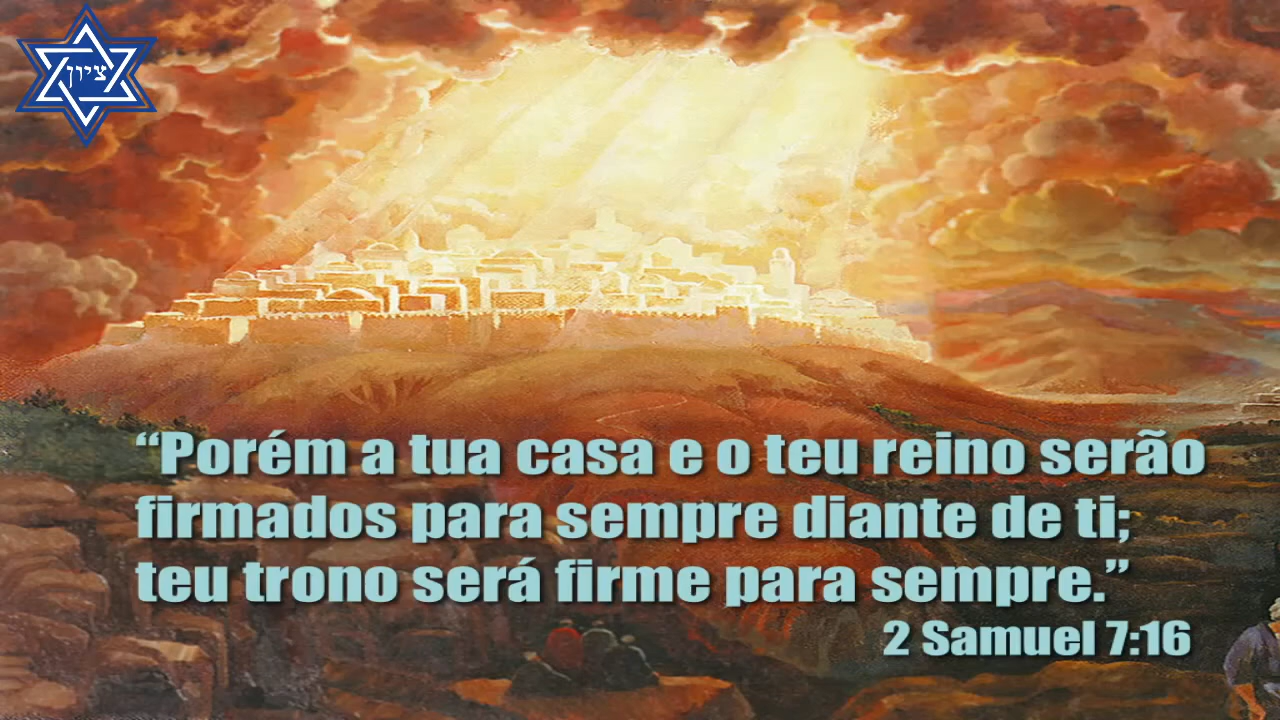 ציון
“Porém a tua casa e o teu reino serão
firmados para sempre diante de ti;
teu trono será firme para sempre.”
2 Samuel 7:16